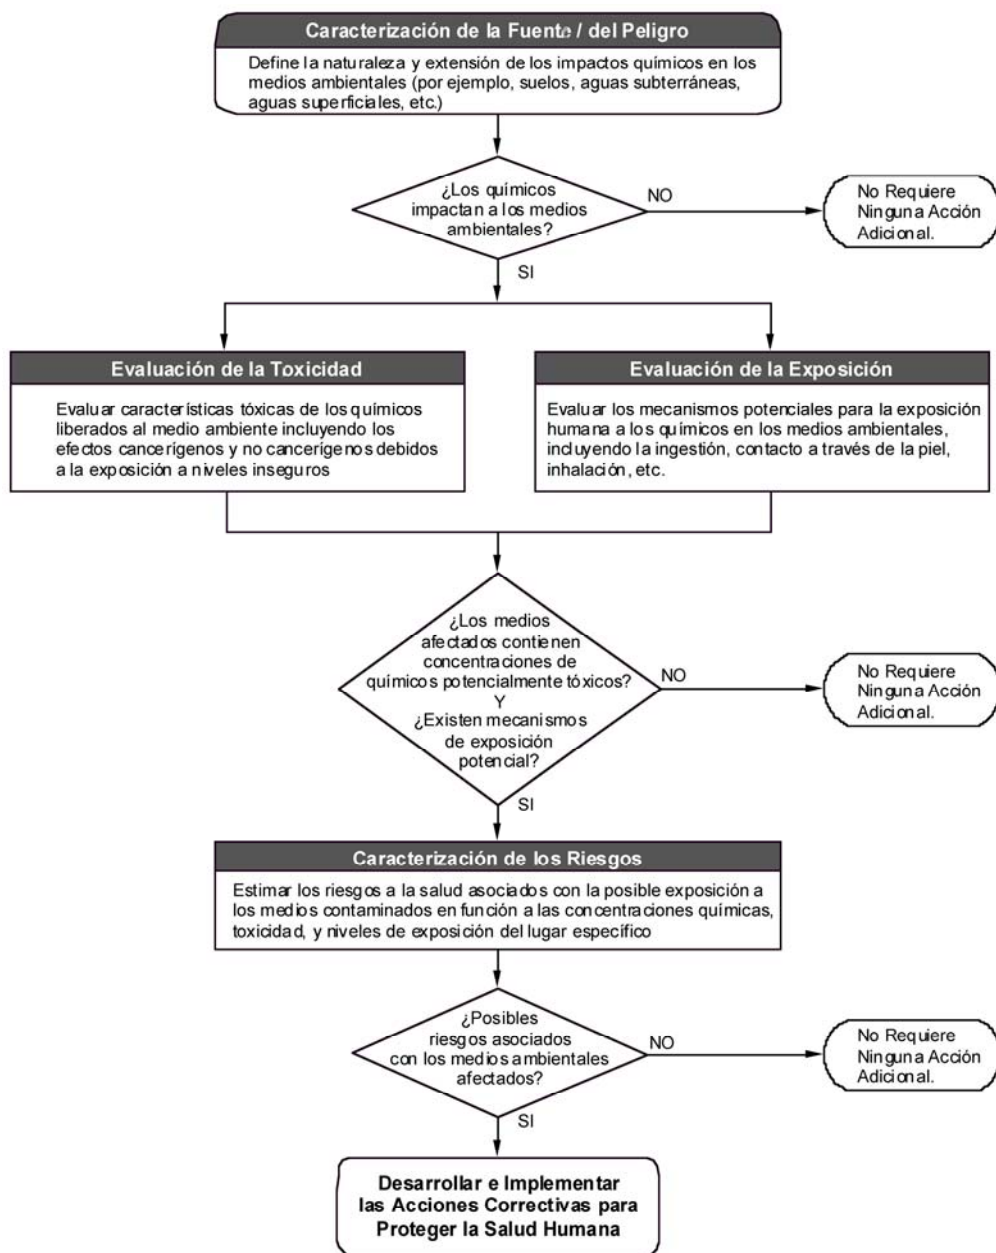 Caracterización de la Fuente / del Peligro
Define la naturaleza y extensión de los impactos químicos en los
medios ambientales (por ejemplo, suelos, aguas subterráneas,
aguas superficiales, etc.)
¿Los químicos
impactan a los medios
ambientales?
NO
No Requiere
Ninguna Acción
Adicional.
SI
Evaluación de la Toxicidad
Evaluar características tóxicas de los químicos
liberados al medio ambiente incluyendo los
efectos cancerígenos y no cancerígenos debidos
a la exposición a niveles inseguros
Evaluación de la Exposición
Evaluar los mecanismos potenciales para la exposición
humana a los químicos en los medios ambientales,
incluyendo la ingestión, contacto a través de la piel,
inhalación, etc.
¿Los medios
afectados contienen
concentraciones de
químicos potencialmente tóxicos?
Y
¿Existen mecanismos
de exposición
potencial?
NO
No Requiere
Ninguna Acción
Adicional.
SI
Caracterización de los Riesgos
Estimar los riesgos a la salud asociados con la posible exposición a
los medios contaminados en función a las concentraciones químicas,
toxicidad, y niveles de exposición del lugar específico
¿Posibles
riesgos asociados
con los medios ambientales
afectados?
NO
No Requiere
Ninguna Acción
Adicional.
SI
Desarrollar e Implementar
las Acciones Correctivas para
Proteger la Salud Humana